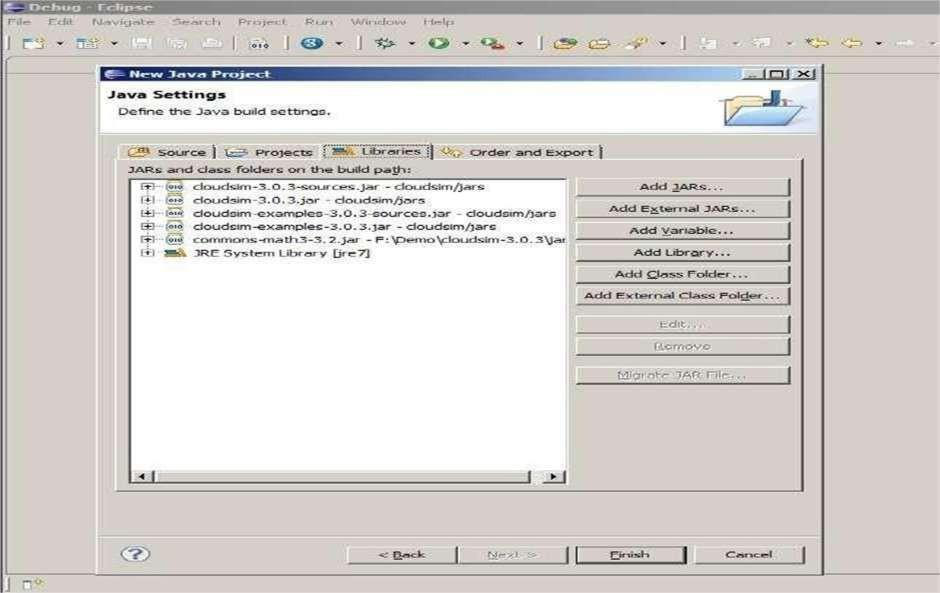 Debug - Eclipse
File Edit Navigate Search Project Run Window Help
New Java Project
Java Settings
Define the Java build settings.
Source Projects Libraries Order and Export
JARs and class folders on the build path:
cloudsim-3.0.3-sources.jar - cloudsim/jars
cloudsim-3.0.3.jar - cloudsim/jars
cloudsim-examples-3.0.3-sources.jar - cloudsim/jars
cloudsim-examples-3.0.3.jar - cloudsim/jars
commons-math3-3.2.jar - F:\Demo\cloudsim-3.0.3\jar
JRE System Library [jre7]
Add JARs...
Add External JARs...
Add Variable...
Add Library...
Add Class Folder...
Add External Class Folder...
Edit...
Remove
Migrate JAR File...
< Back Next > Finish Cancel